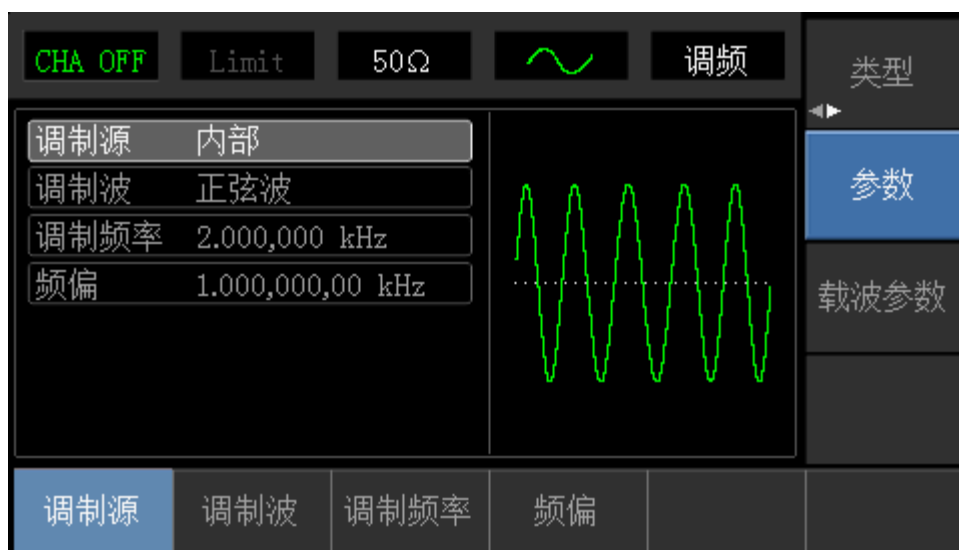 CHA OFF Limit 50Ω 调频
类型
调制源 内部
调制波 正弦波
参数
调制频率 2.000,000 kHz
频偏 1.000,000,00 kHz
载波参数
调制源 调制波 调制频率 频偏